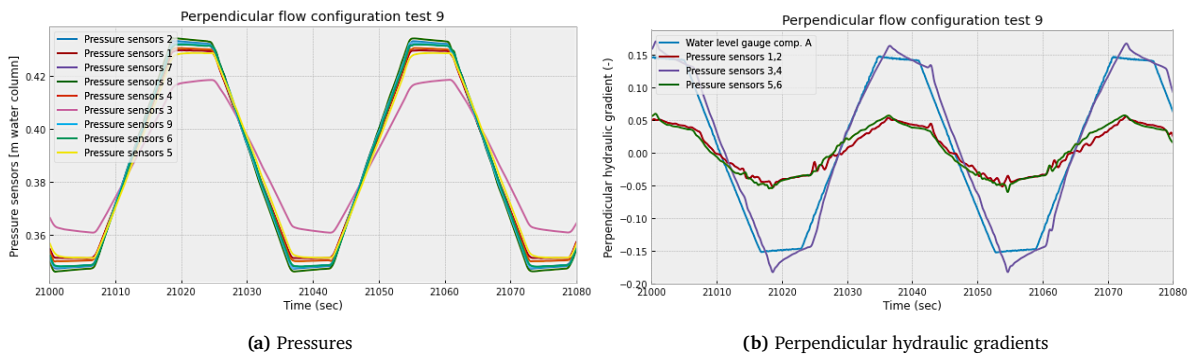 Perpendicular flow configuration test 9
Pressure sensors [m water column]
0.42
0.40
0.38
0.36
Pressure sensors 2
Pressure sensors 1
Pressure sensors 7
Pressure sensors 8
Pressure sensors 4
Pressure sensors 3
Pressure sensors 9
Pressure sensors 6
Pressure sensors 5
21000 21010 21020 21030 21040 21050 21060 21070 21080
Time (sec)
(a) Pressures
Perpendicular flow configuration test 9
Perpendicular hydraulic gradient (-)
0.15
0.10
0.05
0.00
−0.05
−0.10
−0.15
−0.20
Water level gauge comp. A
Pressure sensors 1,2
Pressure sensors 3,4
Pressure sensors 5,6
21000 21010 21020 21030 21040 21050 21060 21070 21080
Time (sec)
(b) Perpendicular hydraulic gradients